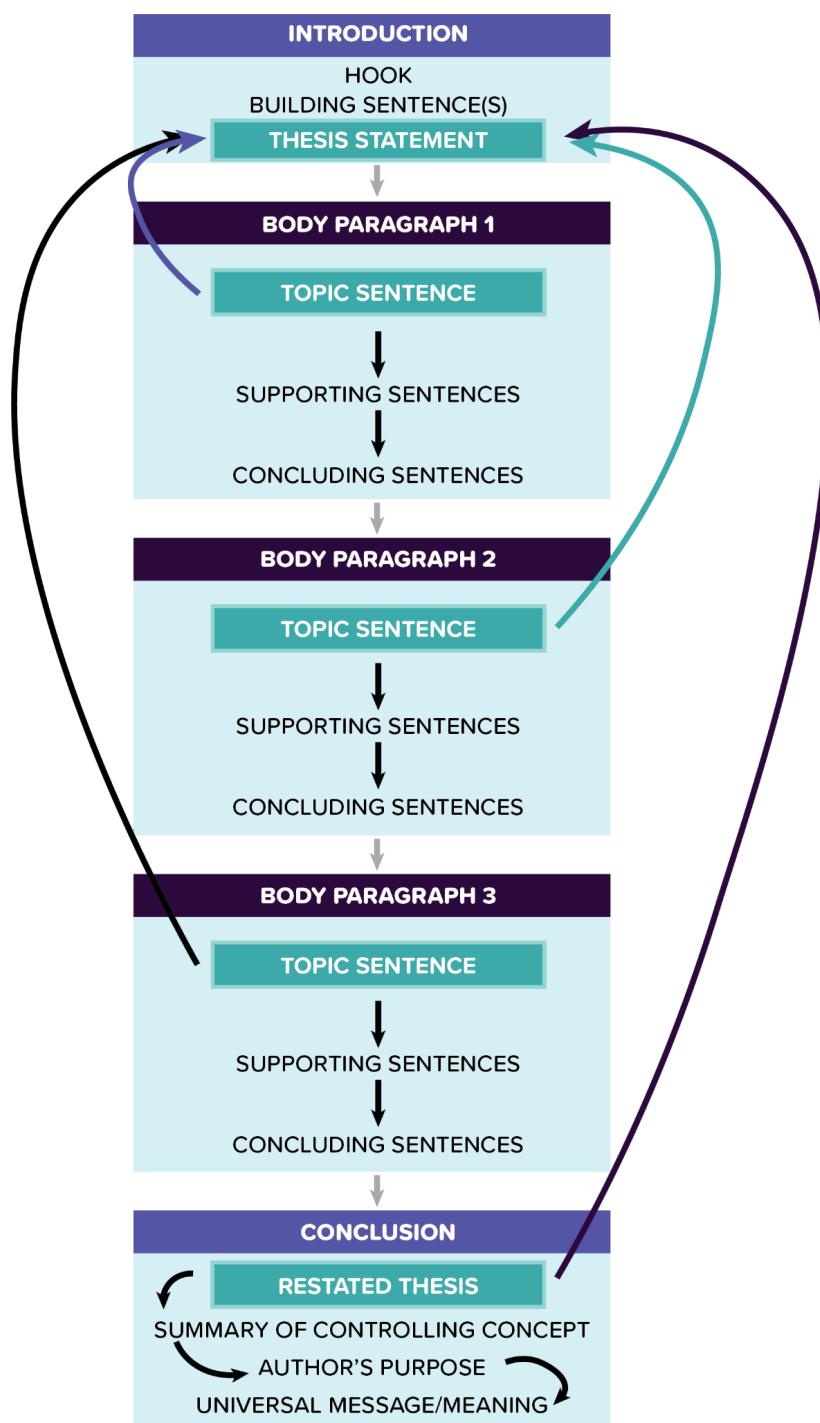 INTRODUCTION
HOOK
BUILDING SENTENCE(S)
THESIS STATEMENT
BODY PARAGRAPH 1
TOPIC SENTENCE
SUPPORTING SENTENCES
CONCLUDING SENTENCES
BODY PARAGRAPH 2
TOPIC SENTENCE
SUPPORTING SENTENCES
CONCLUDING SENTENCES
BODY PARAGRAPH 3
TOPIC SENTENCE
SUPPORTING SENTENCES
CONCLUDING SENTENCES
CONCLUSION
RESTATED THESIS
SUMMARY OF CONTROLLING CONCEPT
AUTHOR'S PURPOSE
UNIVERSAL MESSAGE/MEANING